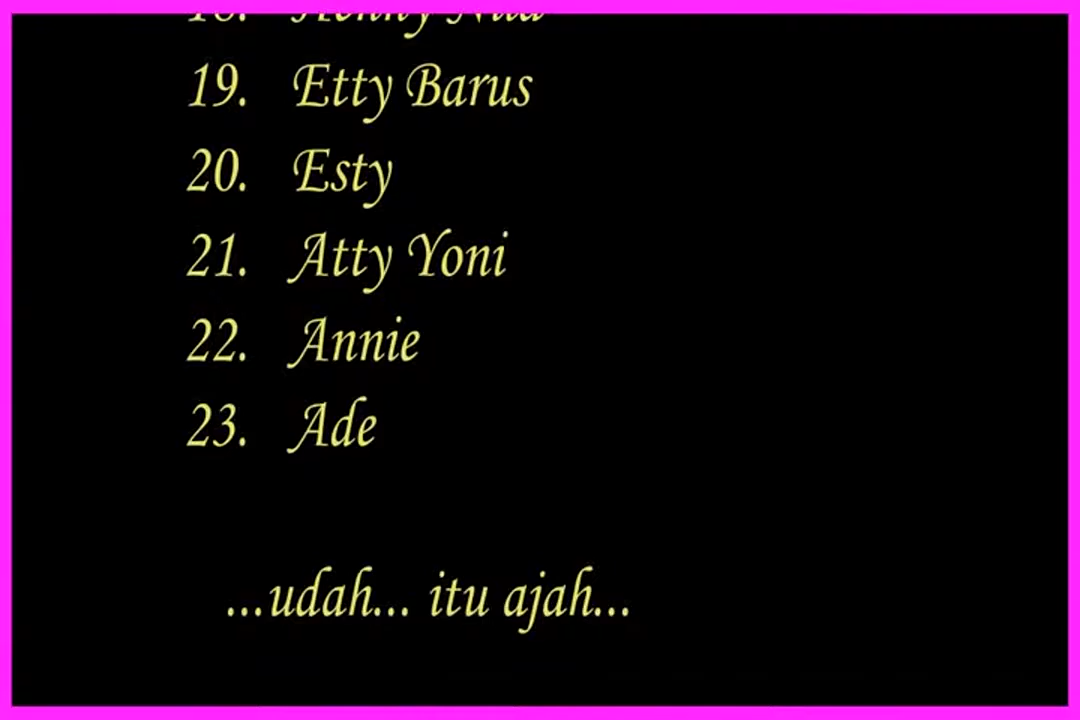 19. Etty Barus
20. Esty
21. Atty Yoni
22. Annie
23. Ade
...udah... itu ajah...